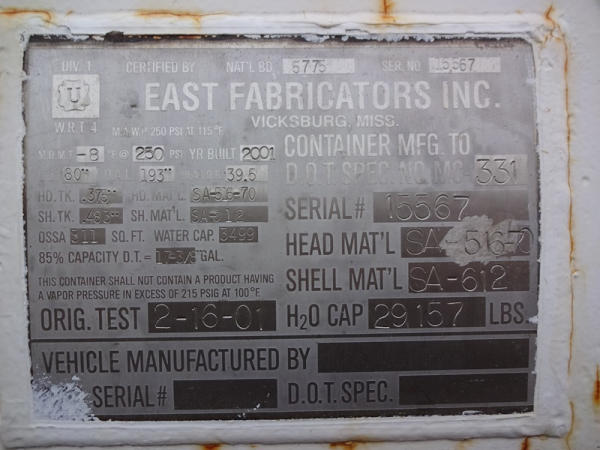 DIV. 1 CERTIFIED BY NAT'L BD. 5775 SER. NO. 15567
U
EAST FABRICATORS INC.
VICKSBURG, MISS.
W.R.T. 4 M.A.W.P. 250 PSI AT 115°F
M.D.M.T. -8 °F @ 250 PSI YR BUILT 2001
80" O.A.L. 193" 39.5
HD. TK. .375" HD. MAT'L. SA-516-70
SH. TK. SH. MAT'L. SA-612
OSSA 311 SQ. FT. WATER CAP. 3499
85% CAPACITY D.T. = GAL.
THIS CONTAINER SHALL NOT CONTAIN A PRODUCT HAVING
A VAPOR PRESSURE IN EXCESS OF 215 PSIG AT 100°F
ORIG. TEST 2-16-01
CONTAINER MFG. TO
D.O.T. SPEC. NO. MC- 331
SERIAL# 15567
HEAD MAT'L SA-516-70
SHELL MAT'L SA-612
H2O CAP 29157 LBS.
VEHICLE MANUFACTURED BY
SERIAL# D.O.T. SPEC.